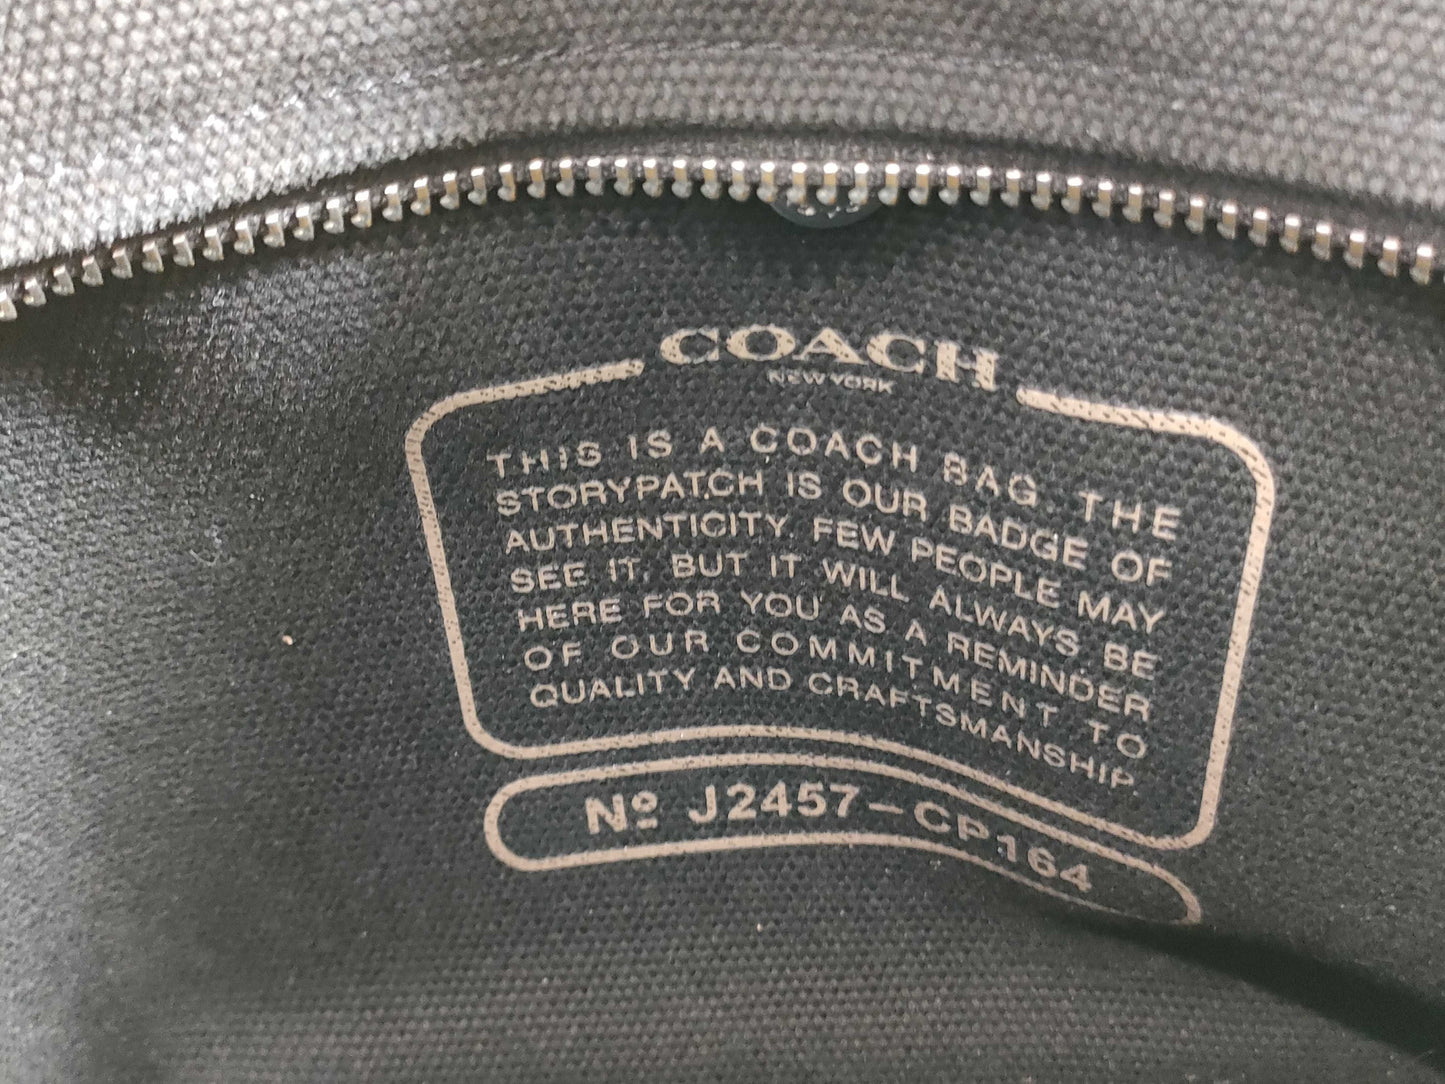 COACH
NEW YORK
THIS IS A COACH BAG. THE
STORYPATCH IS OUR BADGE OF
AUTHENTICITY. FEW PEOPLE MAY
SEE IT, BUT IT WILL ALWAYS BE
HERE FOR YOU AS A REMINDER
OF OUR COMMITMENT TO
QUALITY AND CRAFTSMANSHIP.
Nº J2457-CP164